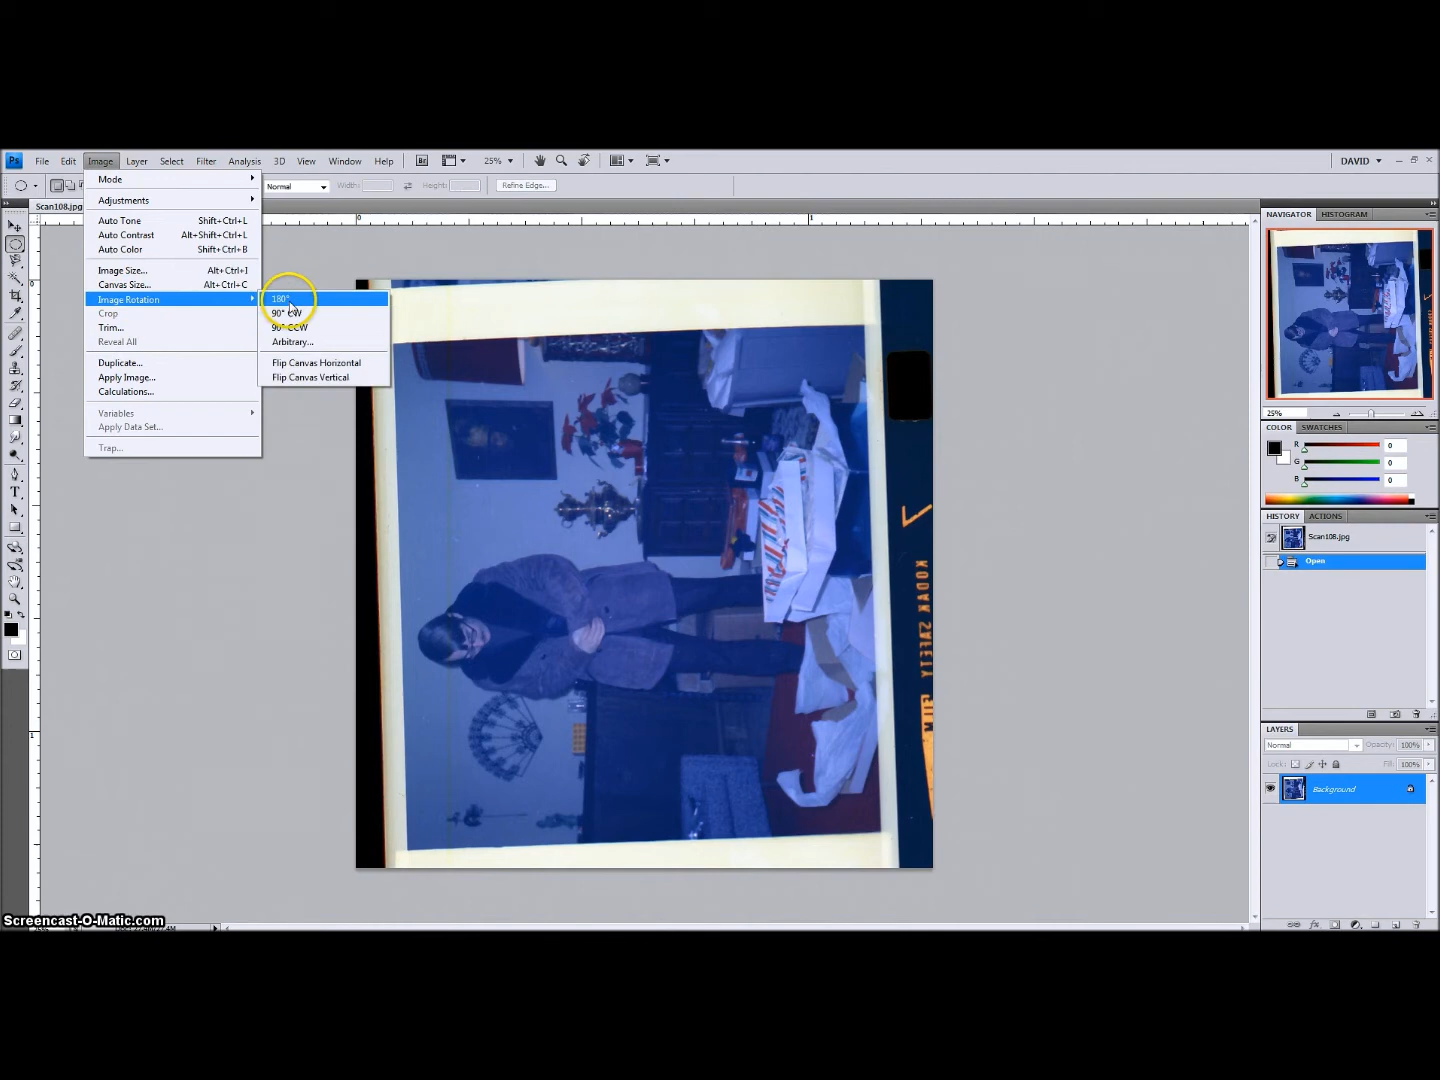 Ps File Edit Image Layer Select Filter Analysis 3D View Window Help Br 25% DAVID
Normal Width: Height: Refine Edge...
Scan108.jpg
Mode
Adjustments
Auto Tone Shift+Ctrl+L
Auto Contrast Alt+Shift+Ctrl+L
Auto Color Shift+Ctrl+B
Image Size... Alt+Ctrl+I
Canvas Size... Alt+Ctrl+C
Image Rotation
Crop
Trim...
Reveal All
Duplicate...
Apply Image...
Calculations...
Variables
Apply Data Set...
Trap...
180°
90° CW
90° CCW
Arbitrary...
Flip Canvas Horizontal
Flip Canvas Vertical
0 1
0
1
KODAK SAFETY FILM
NAVIGATOR HISTOGRAM
25%
COLOR SWATCHES
R 0
G 0
B 0
HISTORY ACTIONS
Scan108.jpg
Open
LAYERS
Normal Opacity: 100%
Lock: Fill: 100%
Background
Screencast-O-Matic.com